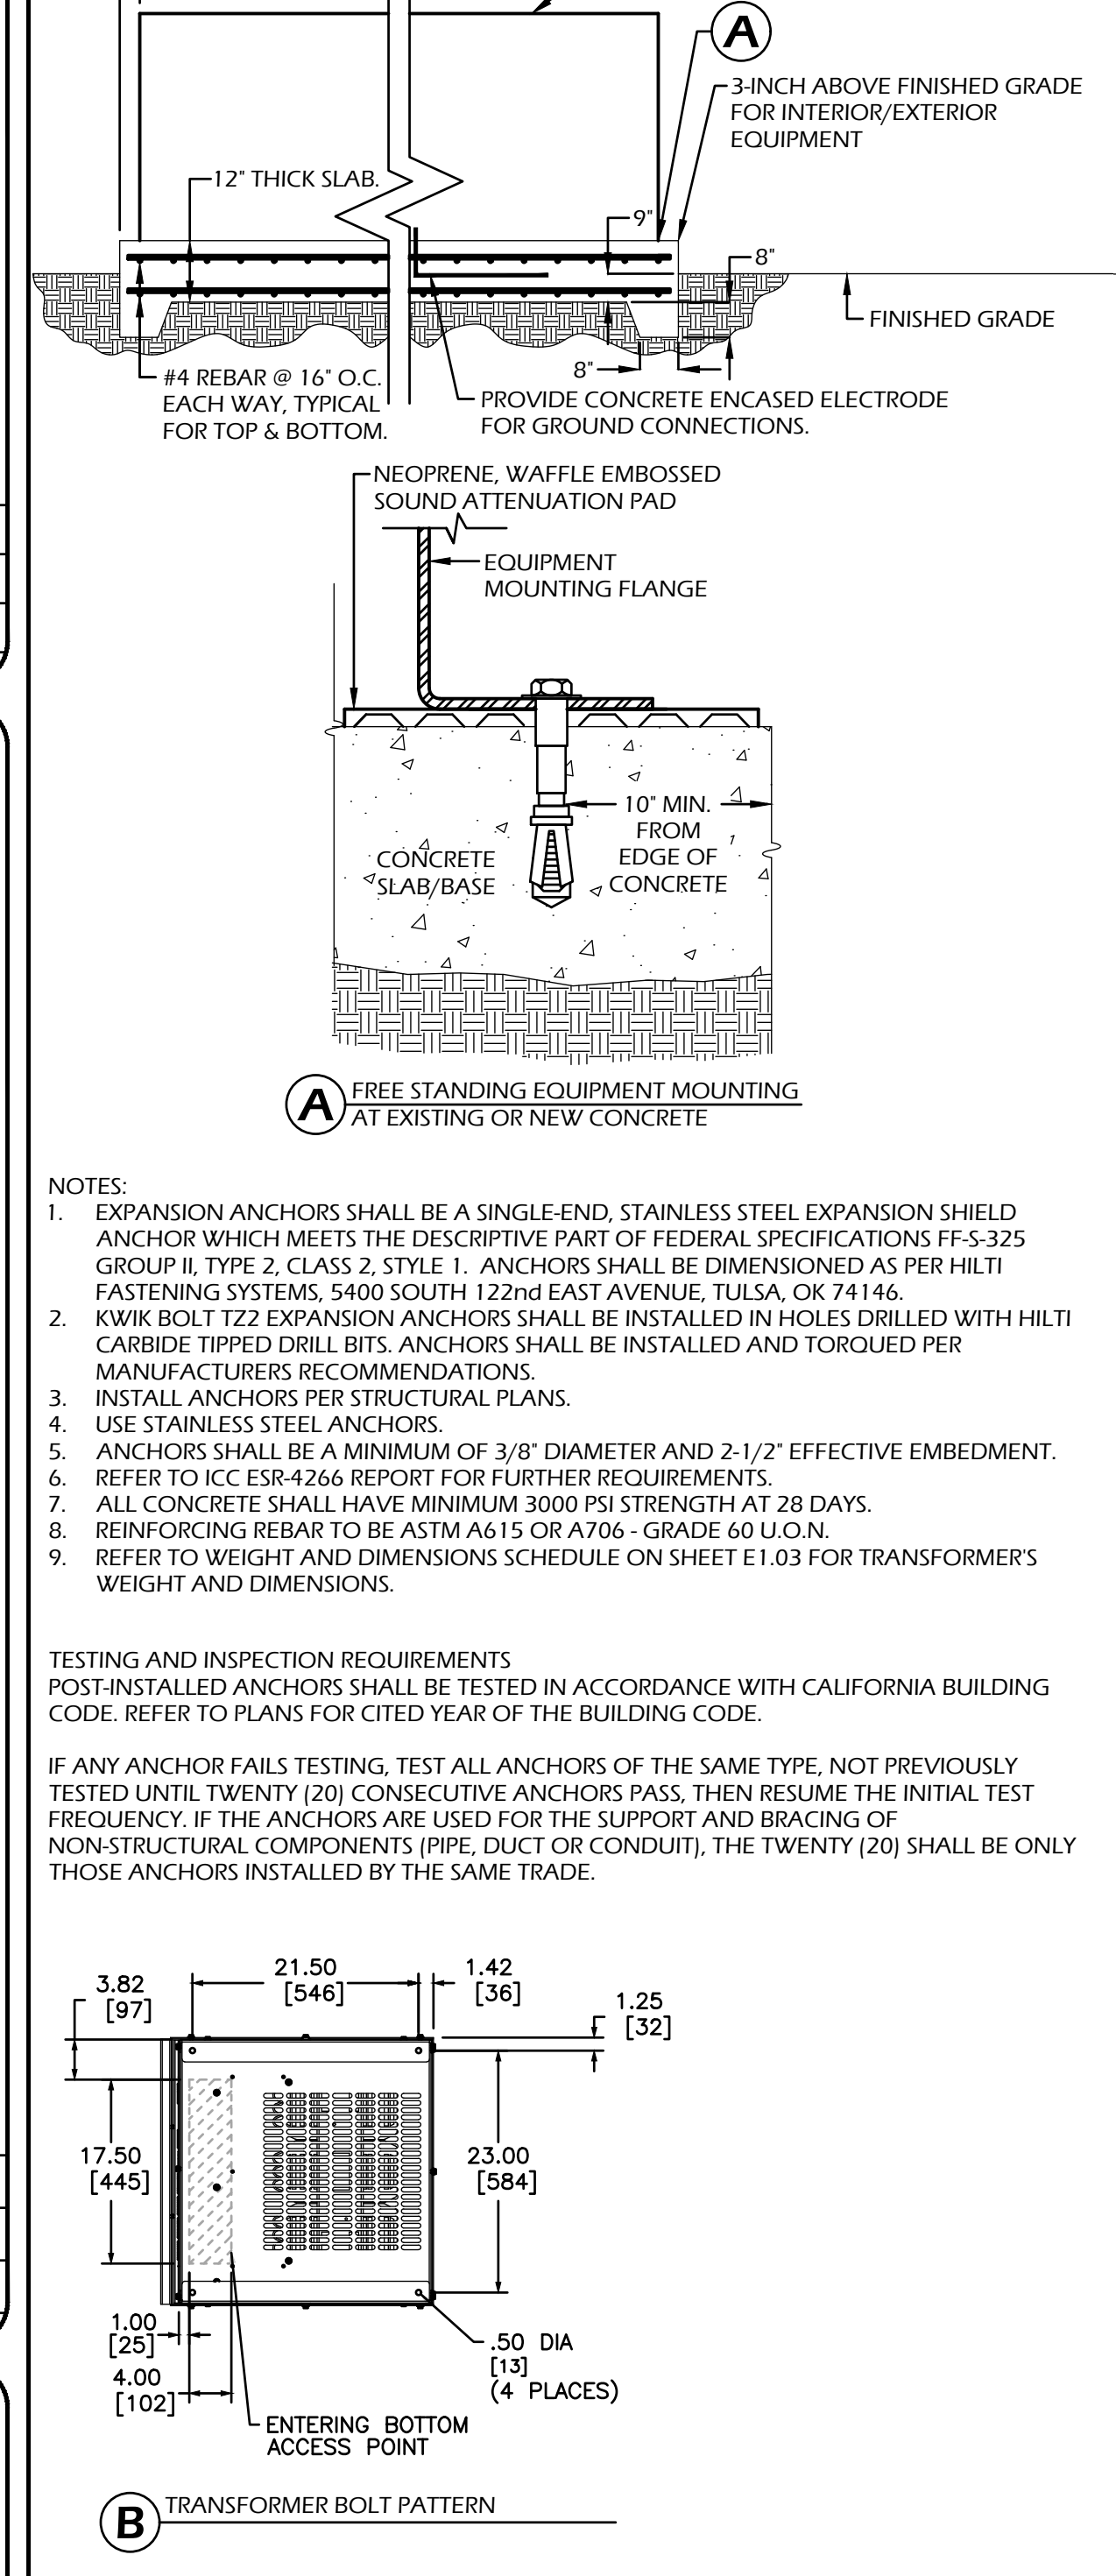 A
3-INCH ABOVE FINISHED GRADE
FOR INTERIOR/EXTERIOR
EQUIPMENT
12" THICK SLAB.
9"
8"
FINISHED GRADE
8"
#4 REBAR @ 16" O.C.
EACH WAY, TYPICAL
FOR TOP & BOTTOM.
PROVIDE CONCRETE ENCASED ELECTRODE
FOR GROUND CONNECTIONS.
NEOPRENE, WAFFLE EMBOSSED
SOUND ATTENUATION PAD
EQUIPMENT
MOUNTING FLANGE
10" MIN.
FROM
EDGE OF
CONCRETE
CONCRETE
SLAB/BASE
A
FREE STANDING EQUIPMENT MOUNTING
AT EXISTING OR NEW CONCRETE
NOTES:
1. EXPANSION ANCHORS SHALL BE A SINGLE-END, STAINLESS STEEL EXPANSION SHIELD
ANCHOR WHICH MEETS THE DESCRIPTIVE PART OF FEDERAL SPECIFICATIONS FF-S-325
GROUP II, TYPE 2, CLASS 2, STYLE 1. ANCHORS SHALL BE DIMENSIONED AS PER HILTI
FASTENING SYSTEMS, 5400 SOUTH 122nd EAST AVENUE, TULSA, OK 74146.
2. KWIK BOLT TZ2 EXPANSION ANCHORS SHALL BE INSTALLED IN HOLES DRILLED WITH HILTI
CARBIDE TIPPED DRILL BITS. ANCHORS SHALL BE INSTALLED AND TORQUED PER
MANUFACTURERS RECOMMENDATIONS.
3. INSTALL ANCHORS PER STRUCTURAL PLANS.
4. USE STAINLESS STEEL ANCHORS.
5. ANCHORS SHALL BE A MINIMUM OF 3/8" DIAMETER AND 2-1/2" EFFECTIVE EMBEDMENT.
6. REFER TO ICC ESR-4266 REPORT FOR FURTHER REQUIREMENTS.
7. ALL CONCRETE SHALL HAVE MINIMUM 3000 PSI STRENGTH AT 28 DAYS.
8. REINFORCING REBAR TO BE ASTM A615 OR A706 - GRADE 60 U.O.N.
9. REFER TO WEIGHT AND DIMENSIONS SCHEDULE ON SHEET E1.03 FOR TRANSFORMER'S
WEIGHT AND DIMENSIONS.
TESTING AND INSPECTION REQUIREMENTS
POST-INSTALLED ANCHORS SHALL BE TESTED IN ACCORDANCE WITH CALIFORNIA BUILDING
CODE. REFER TO PLANS FOR CITED YEAR OF THE BUILDING CODE.
IF ANY ANCHOR FAILS TESTING, TEST ALL ANCHORS OF THE SAME TYPE, NOT PREVIOUSLY
TESTED UNTIL TWENTY (20) CONSECUTIVE ANCHORS PASS, THEN RESUME THE INITIAL TEST
FREQUENCY. IF THE ANCHORS ARE USED FOR THE SUPPORT AND BRACING OF
NON-STRUCTURAL COMPONENTS (PIPE, DUCT OR CONDUIT), THE TWENTY (20) SHALL BE ONLY
THOSE ANCHORS INSTALLED BY THE SAME TRADE.
21.50
[546]
1.42
[36]
3.82
[97]
1.25
[32]
17.50
[445]
23.00
[584]
1.00
[25]
4.00
[102]
.50 DIA
[13]
(4 PLACES)
ENTERING BOTTOM
ACCESS POINT
B
TRANSFORMER BOLT PATTERN